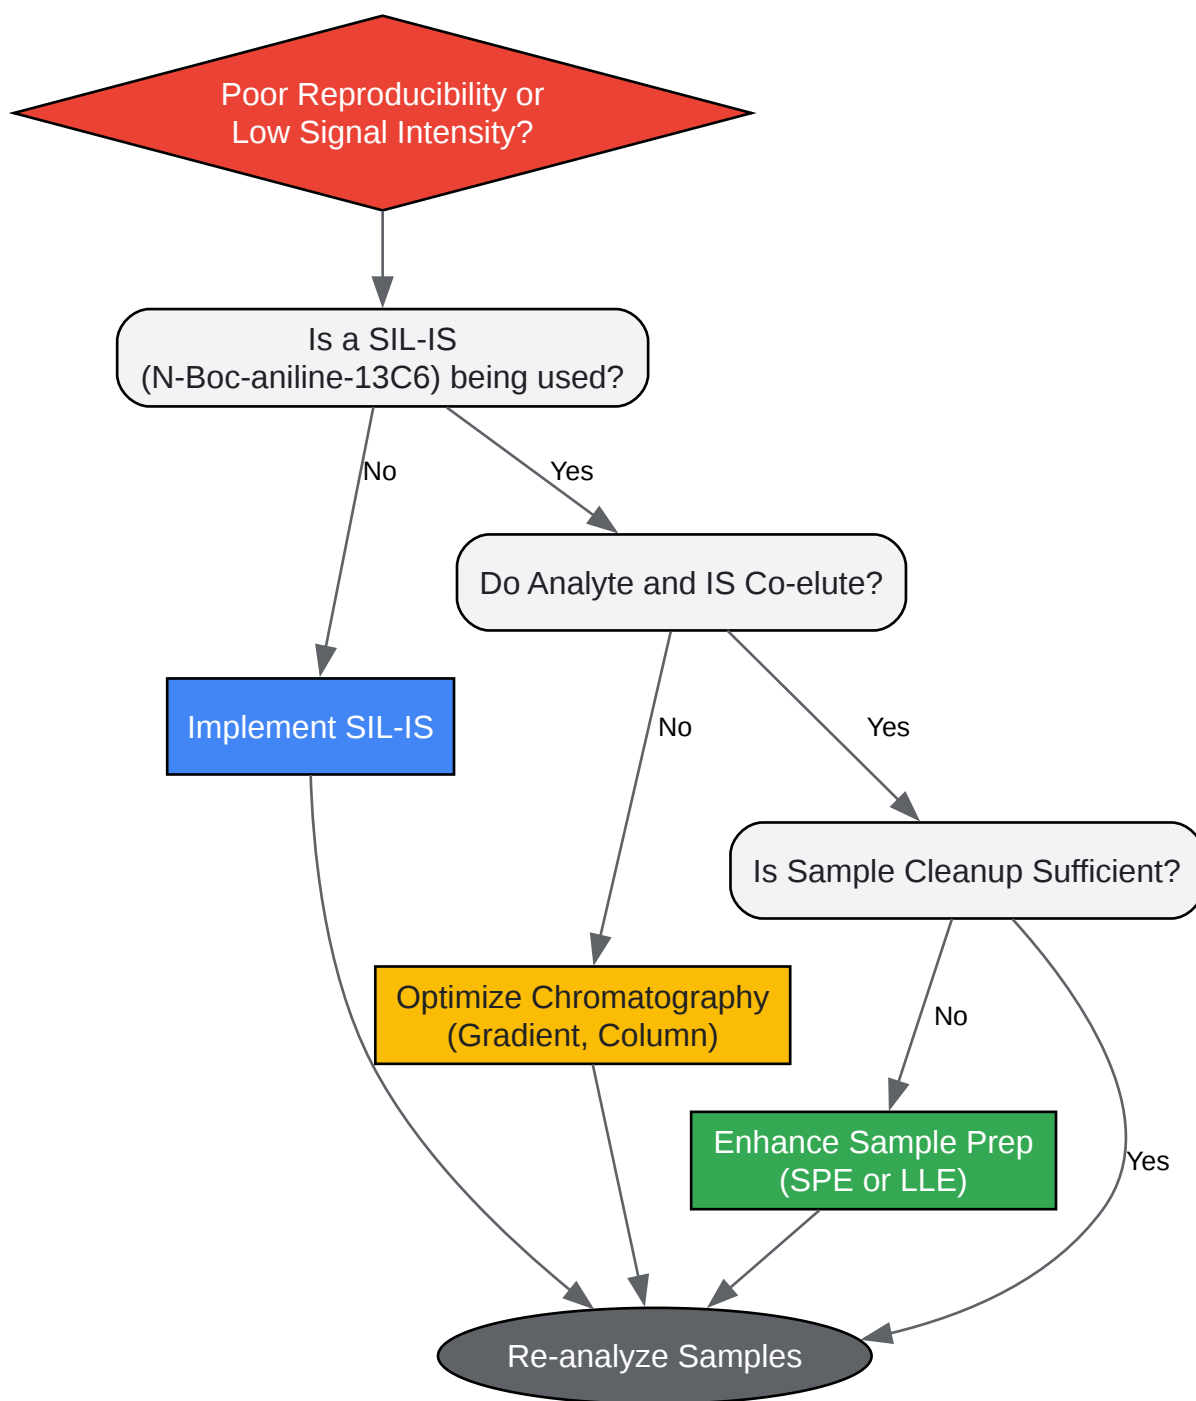 Poor Reproducibility or
Low Signal Intensity?
Is a SIL-IS
(N-Boc-aniline-13C6) being used?
No
Yes
Do Analyte and IS Co-elute?
Implement SIL-IS
No
Yes
Is Sample Cleanup Sufficient?
Optimize Chromatography
(Gradient, Column)
No
Enhance Sample Prep
(SPE or LLE)
Yes
Re-analyze Samples